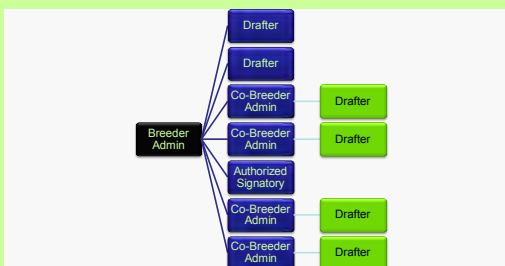 Drafter
Drafter
Co-Breeder
Admin
Drafter
Breeder
Admin
Co-Breeder
Admin
Drafter
Authorized
Signatory
Co-Breeder
Admin
Drafter
Co-Breeder
Admin
Drafter